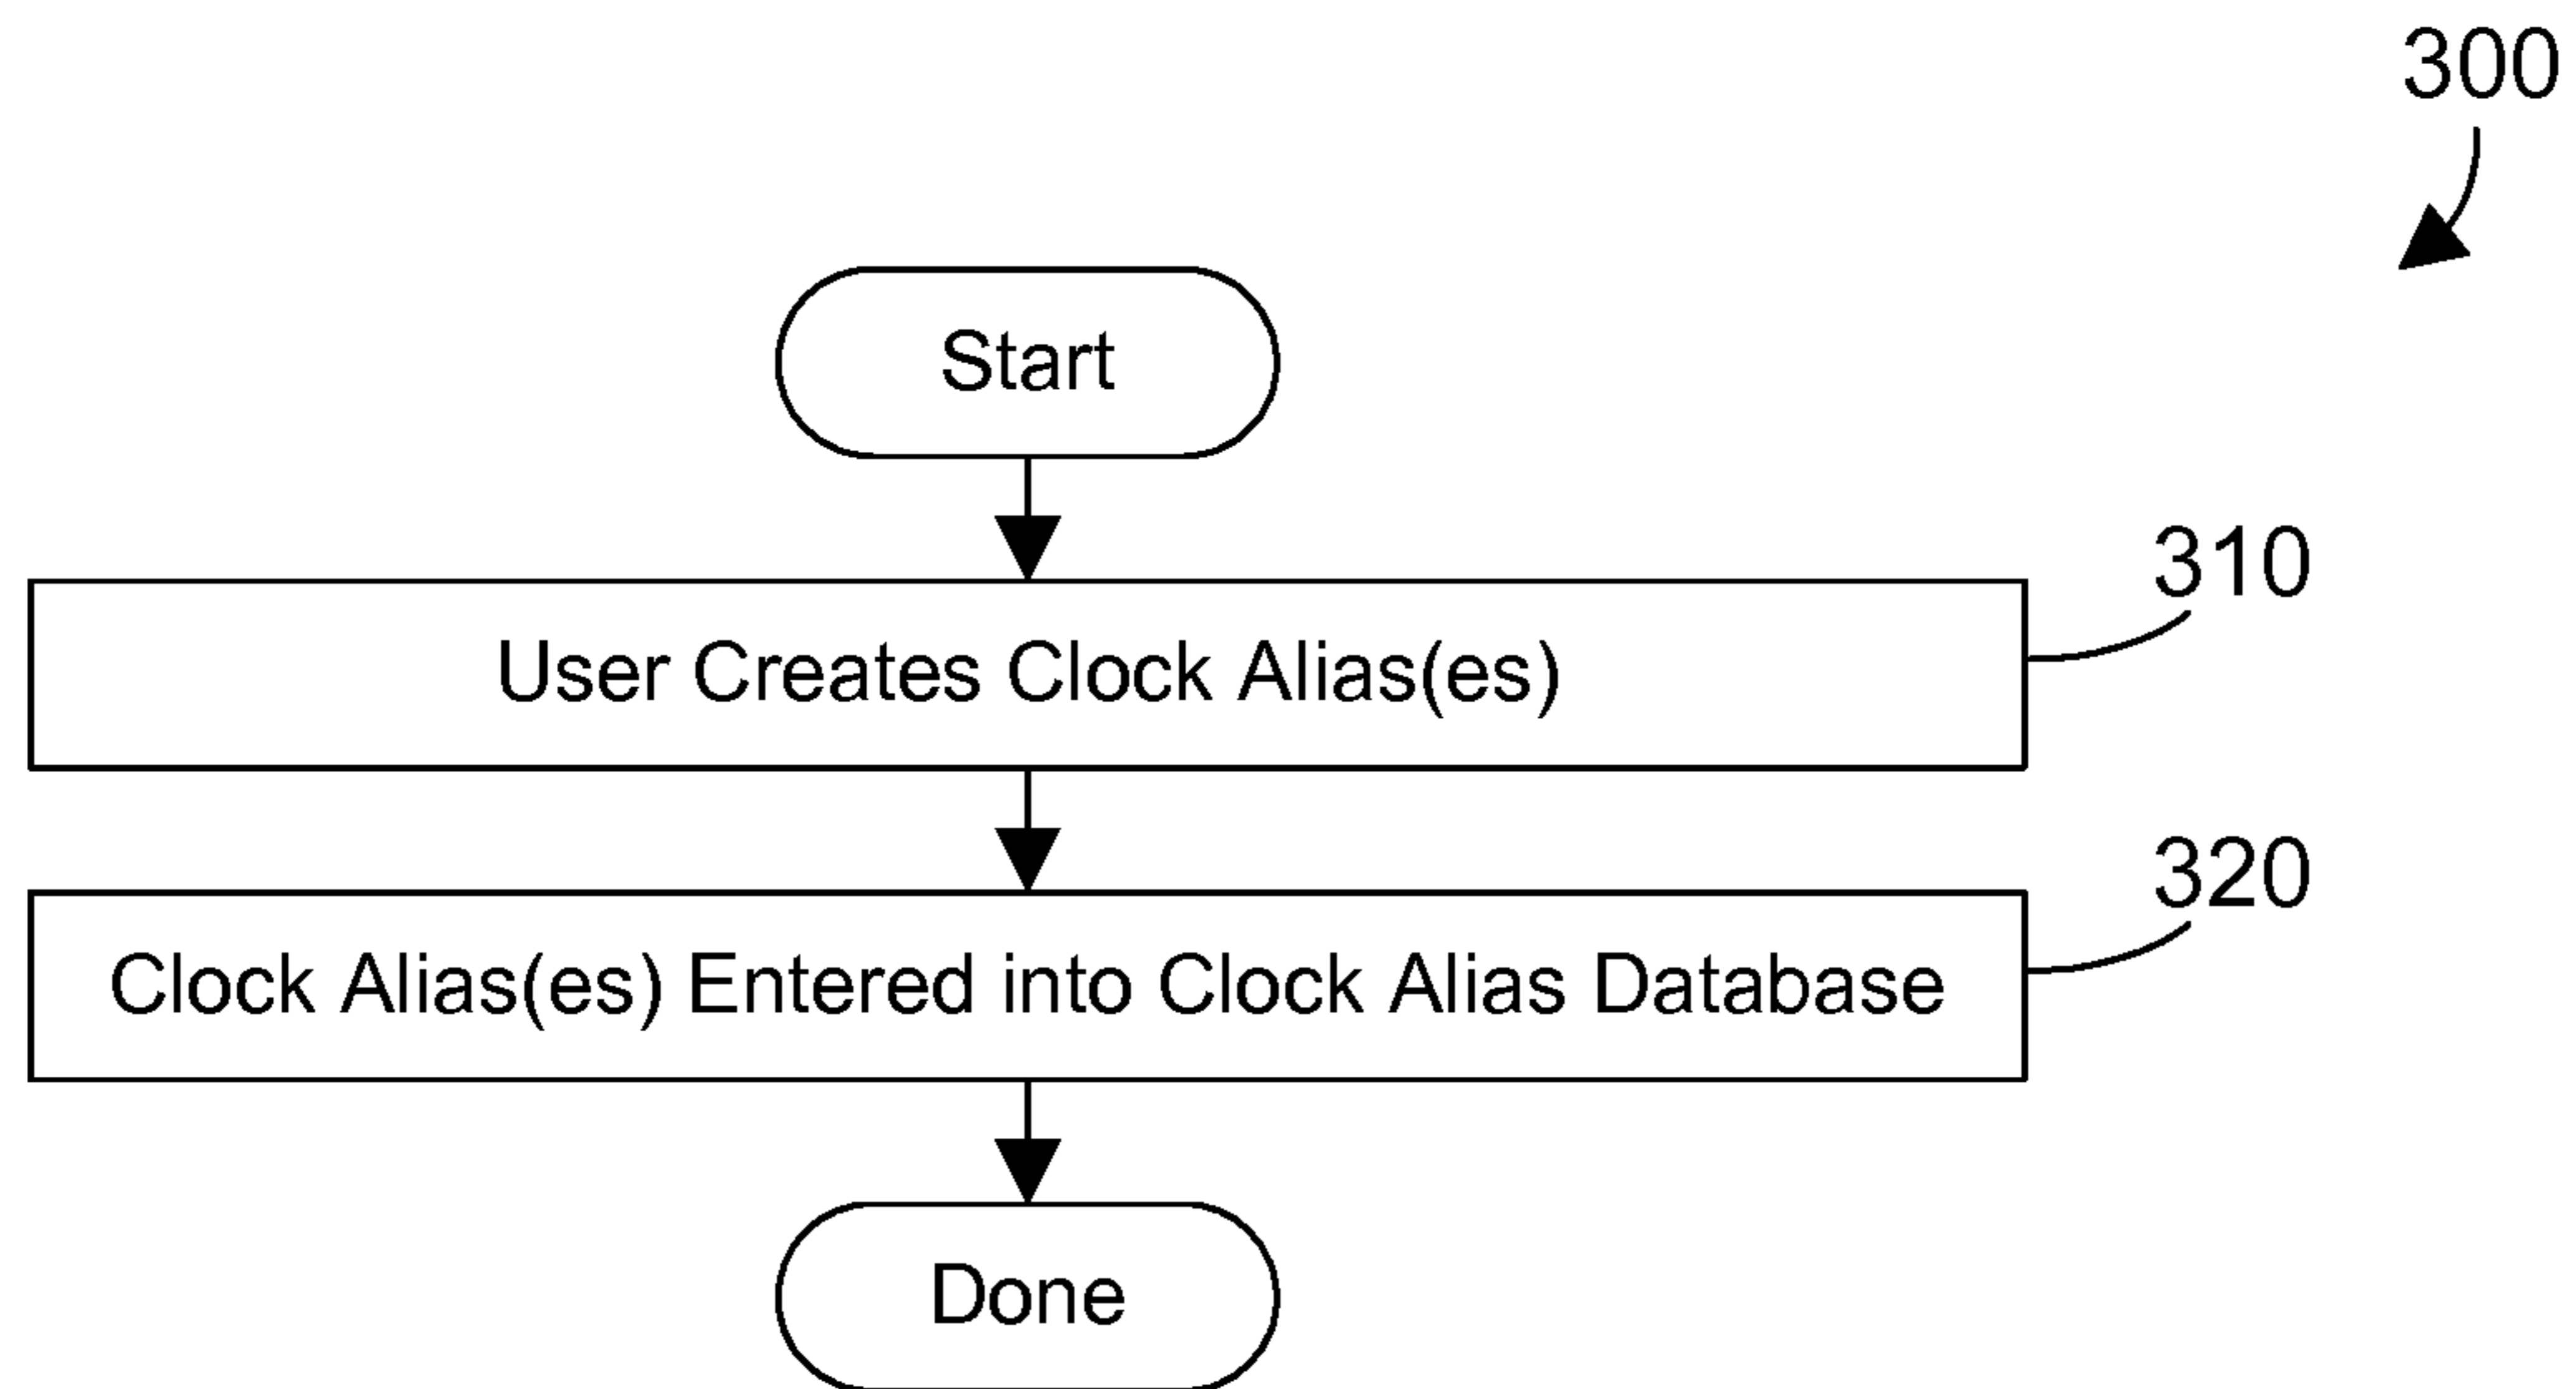 300
Start
310
User Creates Clock Alias(es)
320
Clock Alias(es) Entered into Clock Alias Database
Done